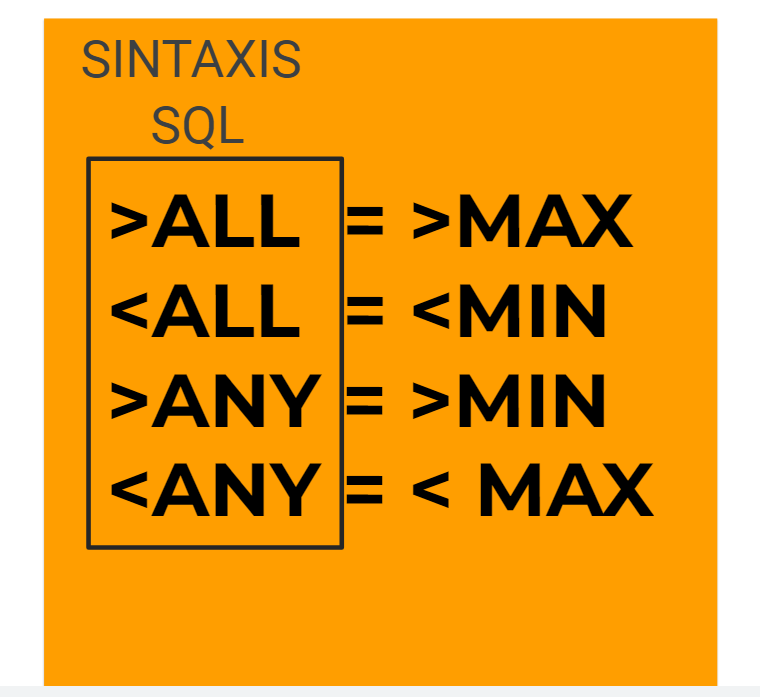 SINTAXIS
SQL
>ALL = >MAX
<ALL = <MIN
>ANY = >MIN
<ANY = < MAX